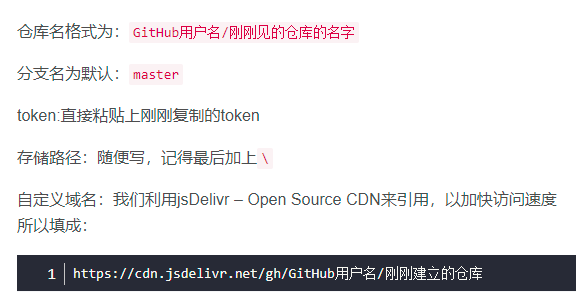 仓库名格式为：GitHub用户名/刚刚见的仓库的名字
分支名为默认：master
token:直接粘贴上刚刚复制的token
存储路径：随便写，记得最后加上\
自定义域名：我们利用jsDelivr – Open Source CDN来引用，以加快访问速度
所以填成：
1 https://cdn.jsdelivr.net/gh/GitHub用户名/刚刚建立的仓库